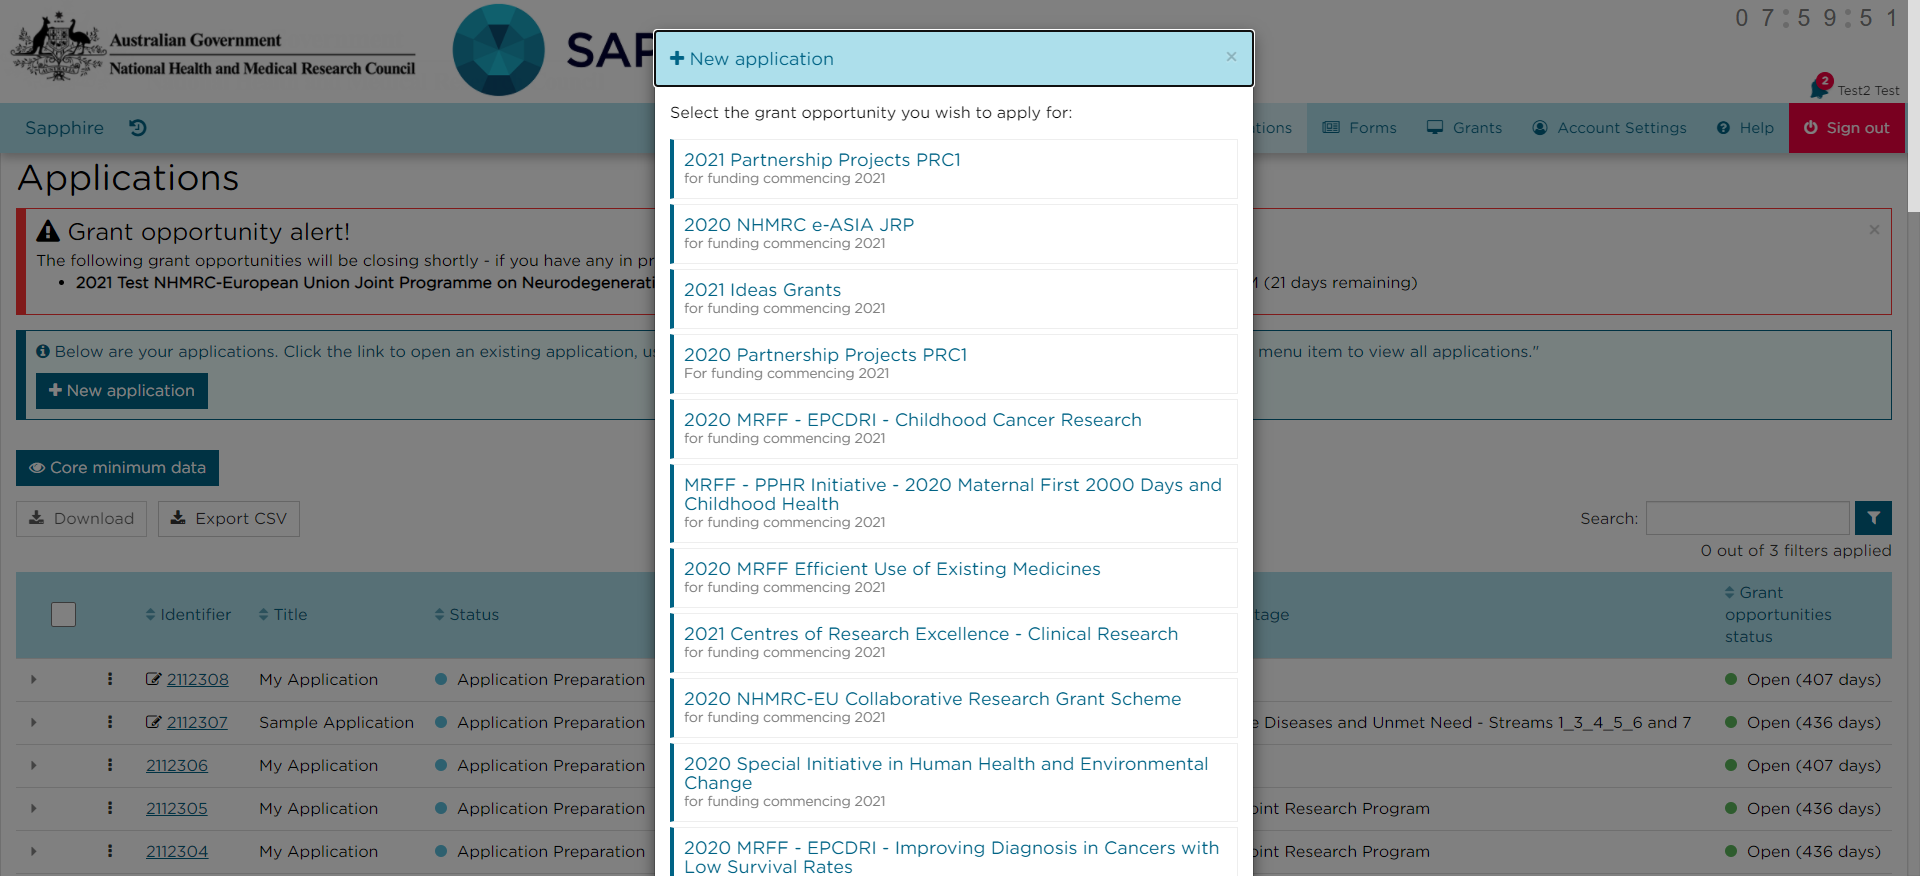 Australian Government
National Health and Medical Research Council
SAP
07:59:51
2
Test2 Test
Sapphire
tions
Forms
Grants
Account Settings
Help
Sign out
Applications
Grant opportunity alert!
×
The following grant opportunities will be closing shortly - if you have any in pr
• 2021 Test NHMRC-European Union Joint Programme on Neurodegenerati
(21 days remaining)
Below are your applications. Click the link to open an existing application, u
menu item to view all applications."
New application
Core minimum data
Download
Export CSV
Search:
0 out of 3 filters applied
Identifier
Title
Status
tage
Grant
opportunities
status
2112308 My Application Application Preparation Open (407 days)
2112307 Sample Application Application Preparation e Diseases and Unmet Need - Streams 1_3_4_5_6 and 7 Open (436 days)
2112306 My Application Application Preparation Open (407 days)
2112305 My Application Application Preparation oint Research Program Open (436 days)
2112304 My Application Application Preparation oint Research Program Open (436 days)
New application
×
Select the grant opportunity you wish to apply for:
2021 Partnership Projects PRC1
for funding commencing 2021
2020 NHMRC e-ASIA JRP
for funding commencing 2021
2021 Ideas Grants
for funding commencing 2021
2020 Partnership Projects PRC1
For funding commencing 2021
2020 MRFF - EPCDRI - Childhood Cancer Research
for funding commencing 2021
MRFF - PPHR Initiative - 2020 Maternal First 2000 Days and
Childhood Health
for funding commencing 2021
2020 MRFF Efficient Use of Existing Medicines
for funding commencing 2021
2021 Centres of Research Excellence - Clinical Research
for funding commencing 2021
2020 NHMRC-EU Collaborative Research Grant Scheme
for funding commencing 2021
2020 Special Initiative in Human Health and Environmental
Change
for funding commencing 2021
2020 MRFF - EPCDRI - Improving Diagnosis in Cancers with
Low Survival Rates